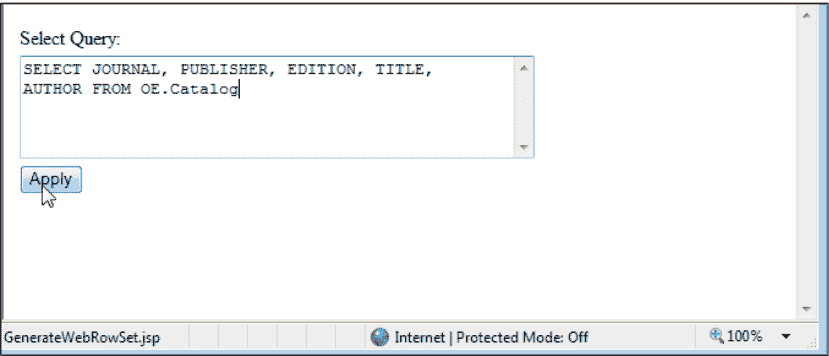 Select Query:
SELECT JOURNAL, PUBLISHER, EDITION, TITLE,
AUTHOR FROM OE.Catalog
Apply
GenerateWebRowSet.jsp
Internet | Protected Mode: Off
100%